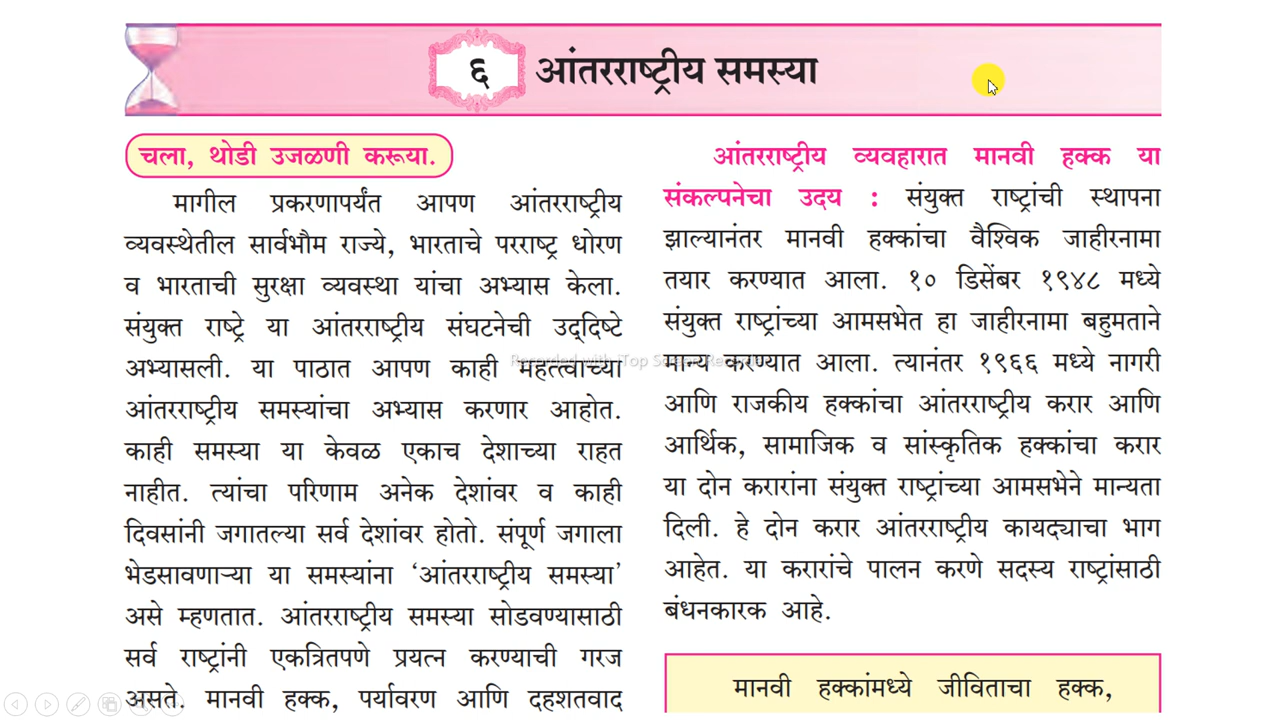 ६ आंतरराष्ट्रीय समस्या
चला, थोडी उजळणी करूया.
मागील प्रकरणापर्यंत आपण आंतरराष्ट्रीय
व्यवस्थेतील सार्वभौम राज्ये, भारताचे परराष्ट्र धोरण
व भारताची सुरक्षा व्यवस्था यांचा अभ्यास केला.
संयुक्त राष्ट्रे या आंतरराष्ट्रीय संघटनेची उद्‌दिष्टे
अभ्यासली. या पाठात आपण काही महत्त्वाच्या
आंतरराष्ट्रीय समस्यांचा अभ्यास करणार आहोत.
काही समस्या या केवळ एकाच देशाच्या राहत
नाहीत. त्यांचा परिणाम अनेक देशांवर व काही
दिवसांनी जगातल्या सर्व देशांवर होतो. संपूर्ण जगाला
भेडसावणाऱ्या या समस्यांना ‘आंतरराष्ट्रीय समस्या’
असे म्हणतात. आंतरराष्ट्रीय समस्या सोडवण्यासाठी
सर्व राष्ट्रांनी एकत्रितपणे प्रयत्न करण्याची गरज
असते. मानवी हक्क, पर्यावरण आणि दहशतवाद
आंतरराष्ट्रीय व्यवहारात मानवी हक्क या
संकल्पनेचा उदय : संयुक्त राष्ट्रांची स्थापना
झाल्यानंतर मानवी हक्कांचा वैश्विक जाहीरनामा
तयार करण्यात आला. १० डिसेंबर १९४८ मध्ये
संयुक्त राष्ट्रांच्या आमसभेत हा जाहीरनामा बहुमताने
मान्य करण्यात आला. त्यानंतर १९६६ मध्ये नागरी
आणि राजकीय हक्कांचा आंतरराष्ट्रीय करार आणि
आर्थिक, सामाजिक व सांस्कृतिक हक्कांचा करार
या दोन करारांना संयुक्त राष्ट्रांच्या आमसभेने मान्यता
दिली. हे दोन करार आंतरराष्ट्रीय कायद्याचा भाग
आहेत. या करारांचे पालन करणे सदस्य राष्ट्रांसाठी
बंधनकारक आहे.
मानवी हक्कांमध्ये जीविताचा हक्क,
Recorded with iTop Screen Recorder